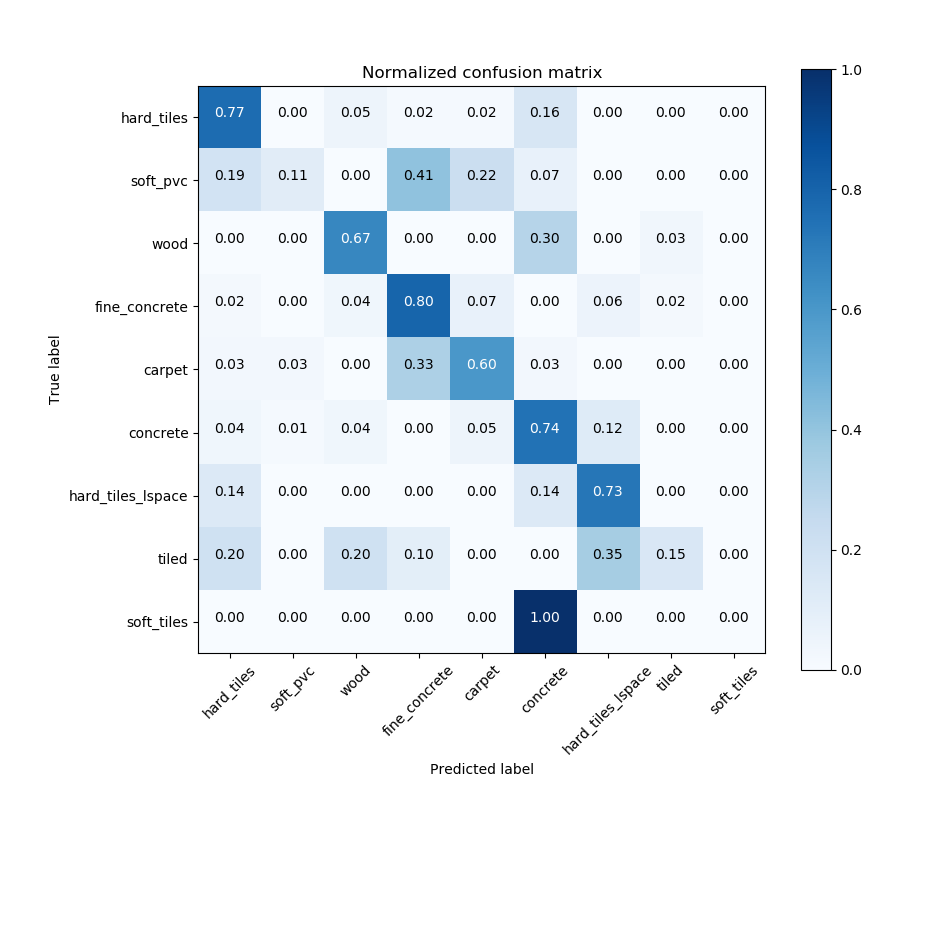 Normalized confusion matrix
hard_tiles 0.77 0.00 0.05 0.02 0.02 0.16 0.00 0.00 0.00
soft_pvc 0.19 0.11 0.00 0.41 0.22 0.07 0.00 0.00 0.00
wood 0.00 0.00 0.67 0.00 0.00 0.30 0.00 0.03 0.00
fine_concrete 0.02 0.00 0.04 0.80 0.07 0.00 0.06 0.02 0.00
carpet 0.03 0.03 0.00 0.33 0.60 0.03 0.00 0.00 0.00
concrete 0.04 0.01 0.04 0.00 0.05 0.74 0.12 0.00 0.00
hard_tiles_lspace 0.14 0.00 0.00 0.00 0.00 0.14 0.73 0.00 0.00
tiled 0.20 0.00 0.20 0.10 0.00 0.00 0.35 0.15 0.00
soft_tiles 0.00 0.00 0.00 0.00 0.00 1.00 0.00 0.00 0.00
True label
hard_tiles soft_pvc wood fine_concrete carpet concrete hard_tiles_lspace tiled soft_tiles
Predicted label
1.0
0.8
0.6
0.4
0.2
0.0